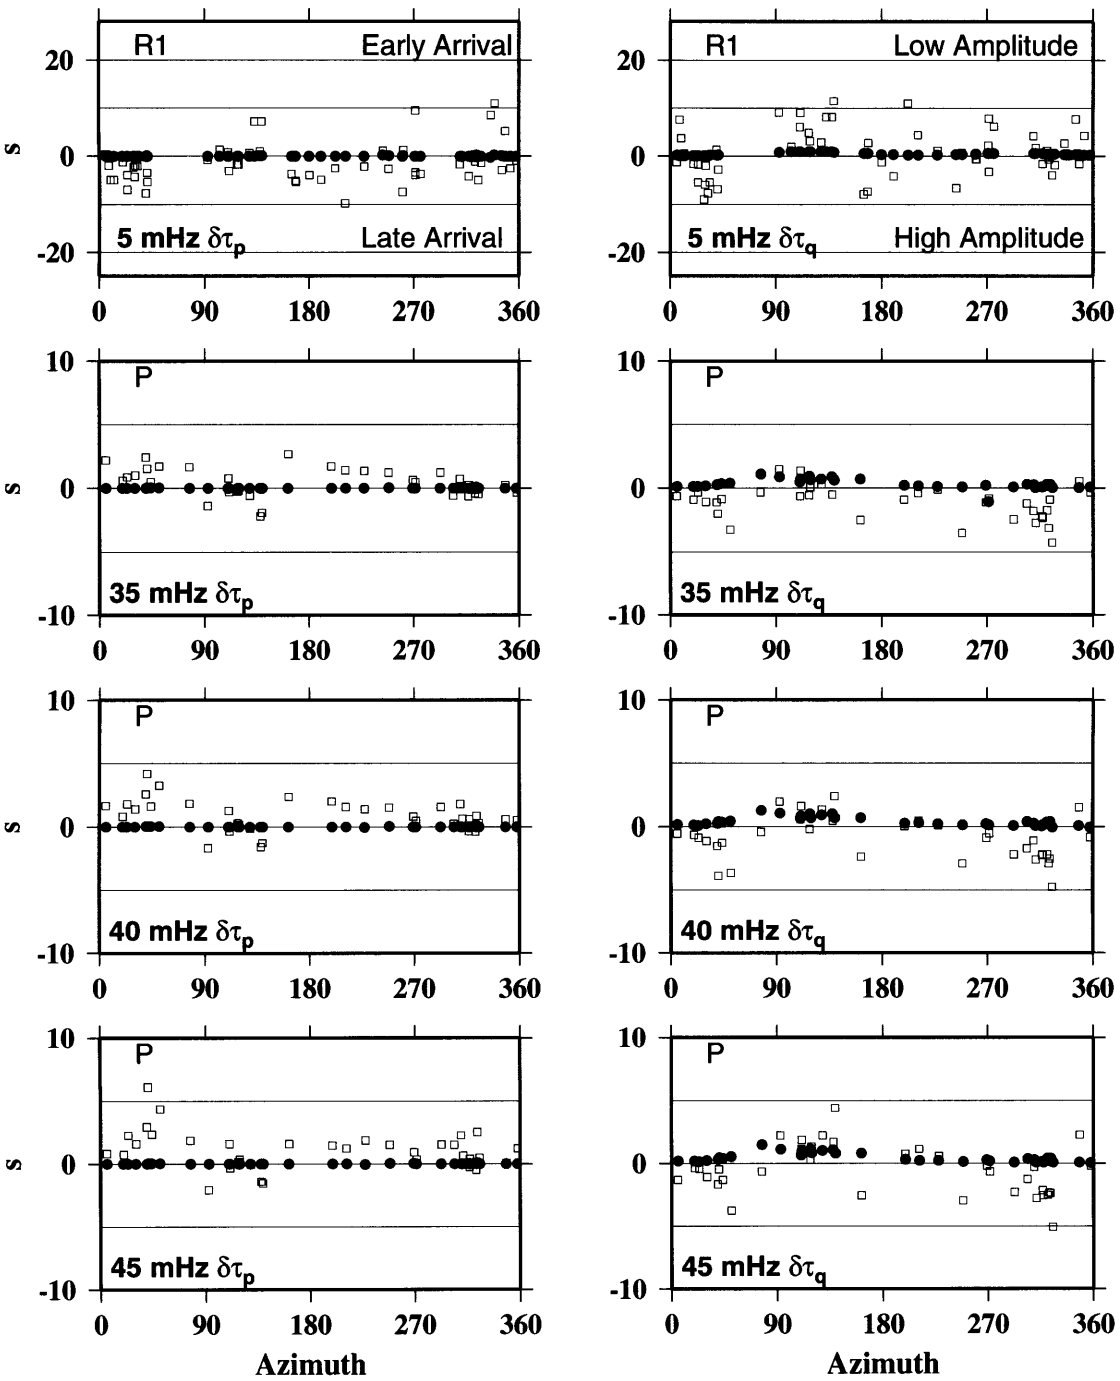 R1 Early Arrival
20
0
-20
s
5 mHz δτp Late Arrival
0 90 180 270 360
R1 Low Amplitude
20
0
-20
5 mHz δτq High Amplitude
0 90 180 270 360
P
10
0
-10
s
35 mHz δτp
0 90 180 270 360
P
10
0
-10
35 mHz δτq
0 90 180 270 360
P
10
0
-10
s
40 mHz δτp
0 90 180 270 360
P
10
0
-10
40 mHz δτq
0 90 180 270 360
P
10
0
-10
s
45 mHz δτp
0 90 180 270 360
Azimuth
P
10
0
-10
45 mHz δτq
0 90 180 270 360
Azimuth